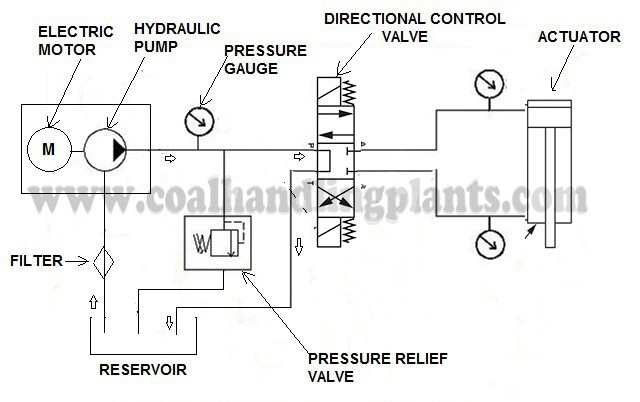 ELECTRIC
MOTOR
HYDRAULIC
PUMP
PRESSURE
GAUGE
DIRECTIONAL CONTROL
VALVE
ACTUATOR
M
P
A
T
www.coalhandlingplants.com
FILTER
RESERVOIR
PRESSURE RELIEF
VALVE